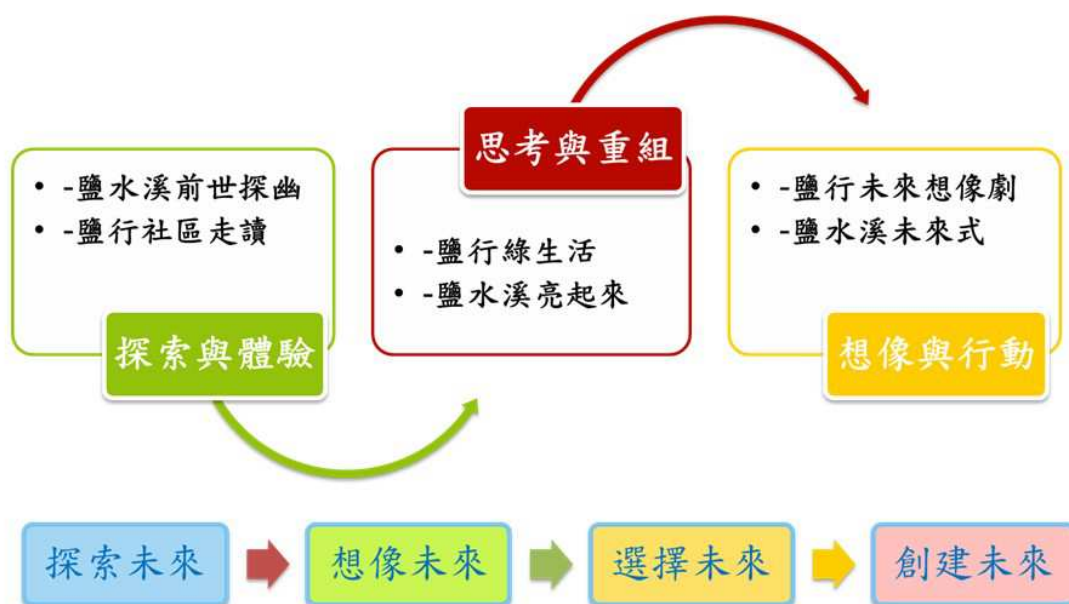 • -鹽水溪前世探幽
• -鹽行社區走讀
探索與體驗
思考與重組
• -鹽行綠生活
• -鹽水溪亮起來
• -鹽行未來想像劇
• -鹽水溪未來式
想像與行動
探索未來
想像未來
選擇未來
創建未來